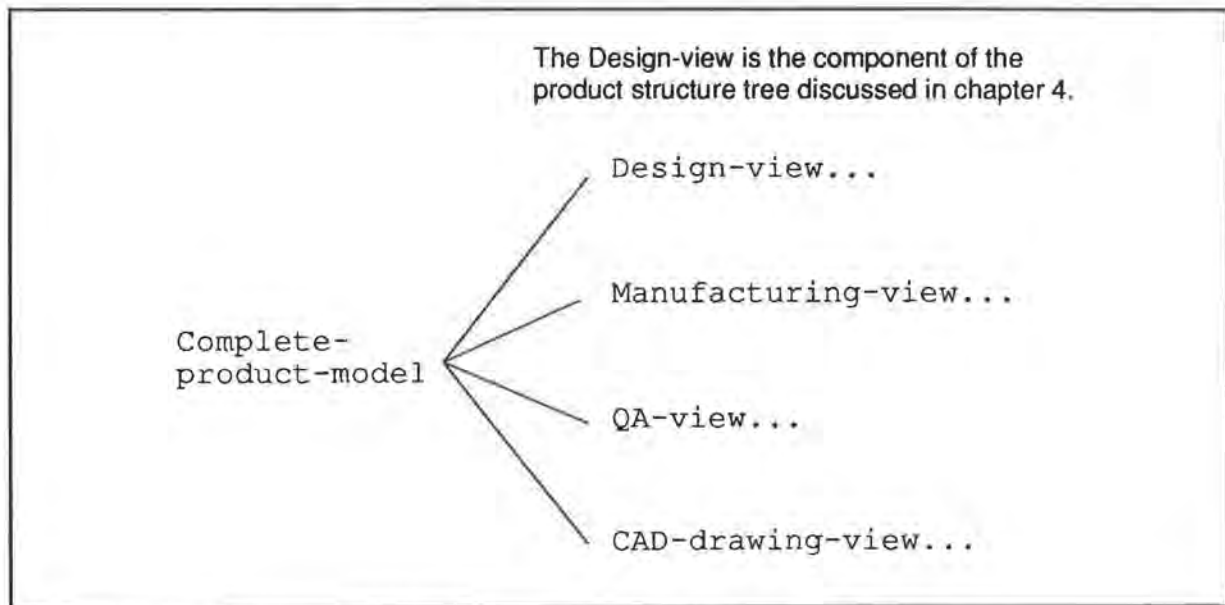 The Design-view is the component of the
product structure tree discussed in chapter 4.
Design-view...
Manufacturing-view...
Complete-
product-model
QA-view...
CAD-drawing-view...